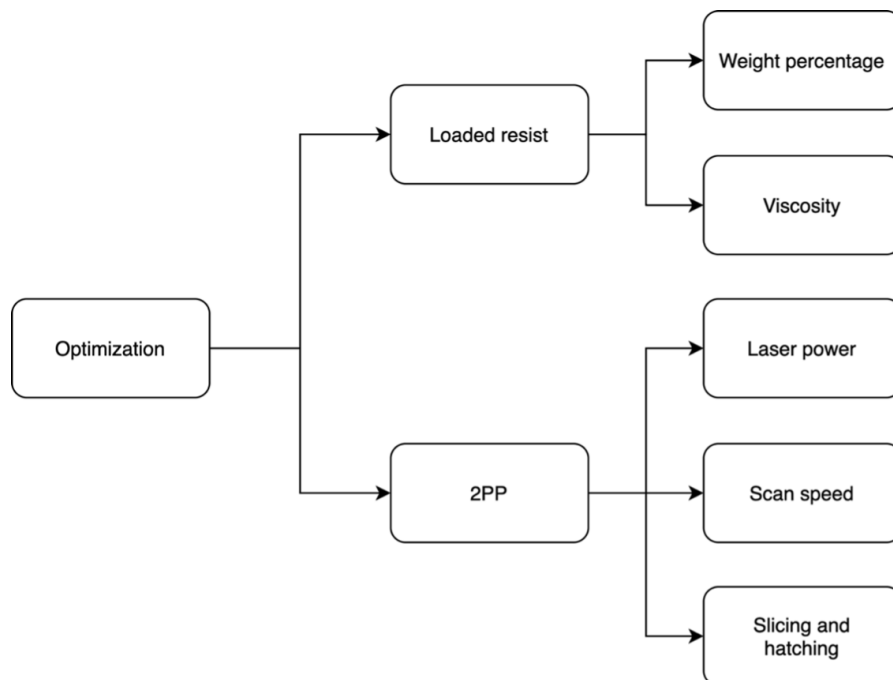 Weight percentage
Loaded resist
Viscosity
Optimization
Laser power
2PP
Scan speed
Slicing and
hatching